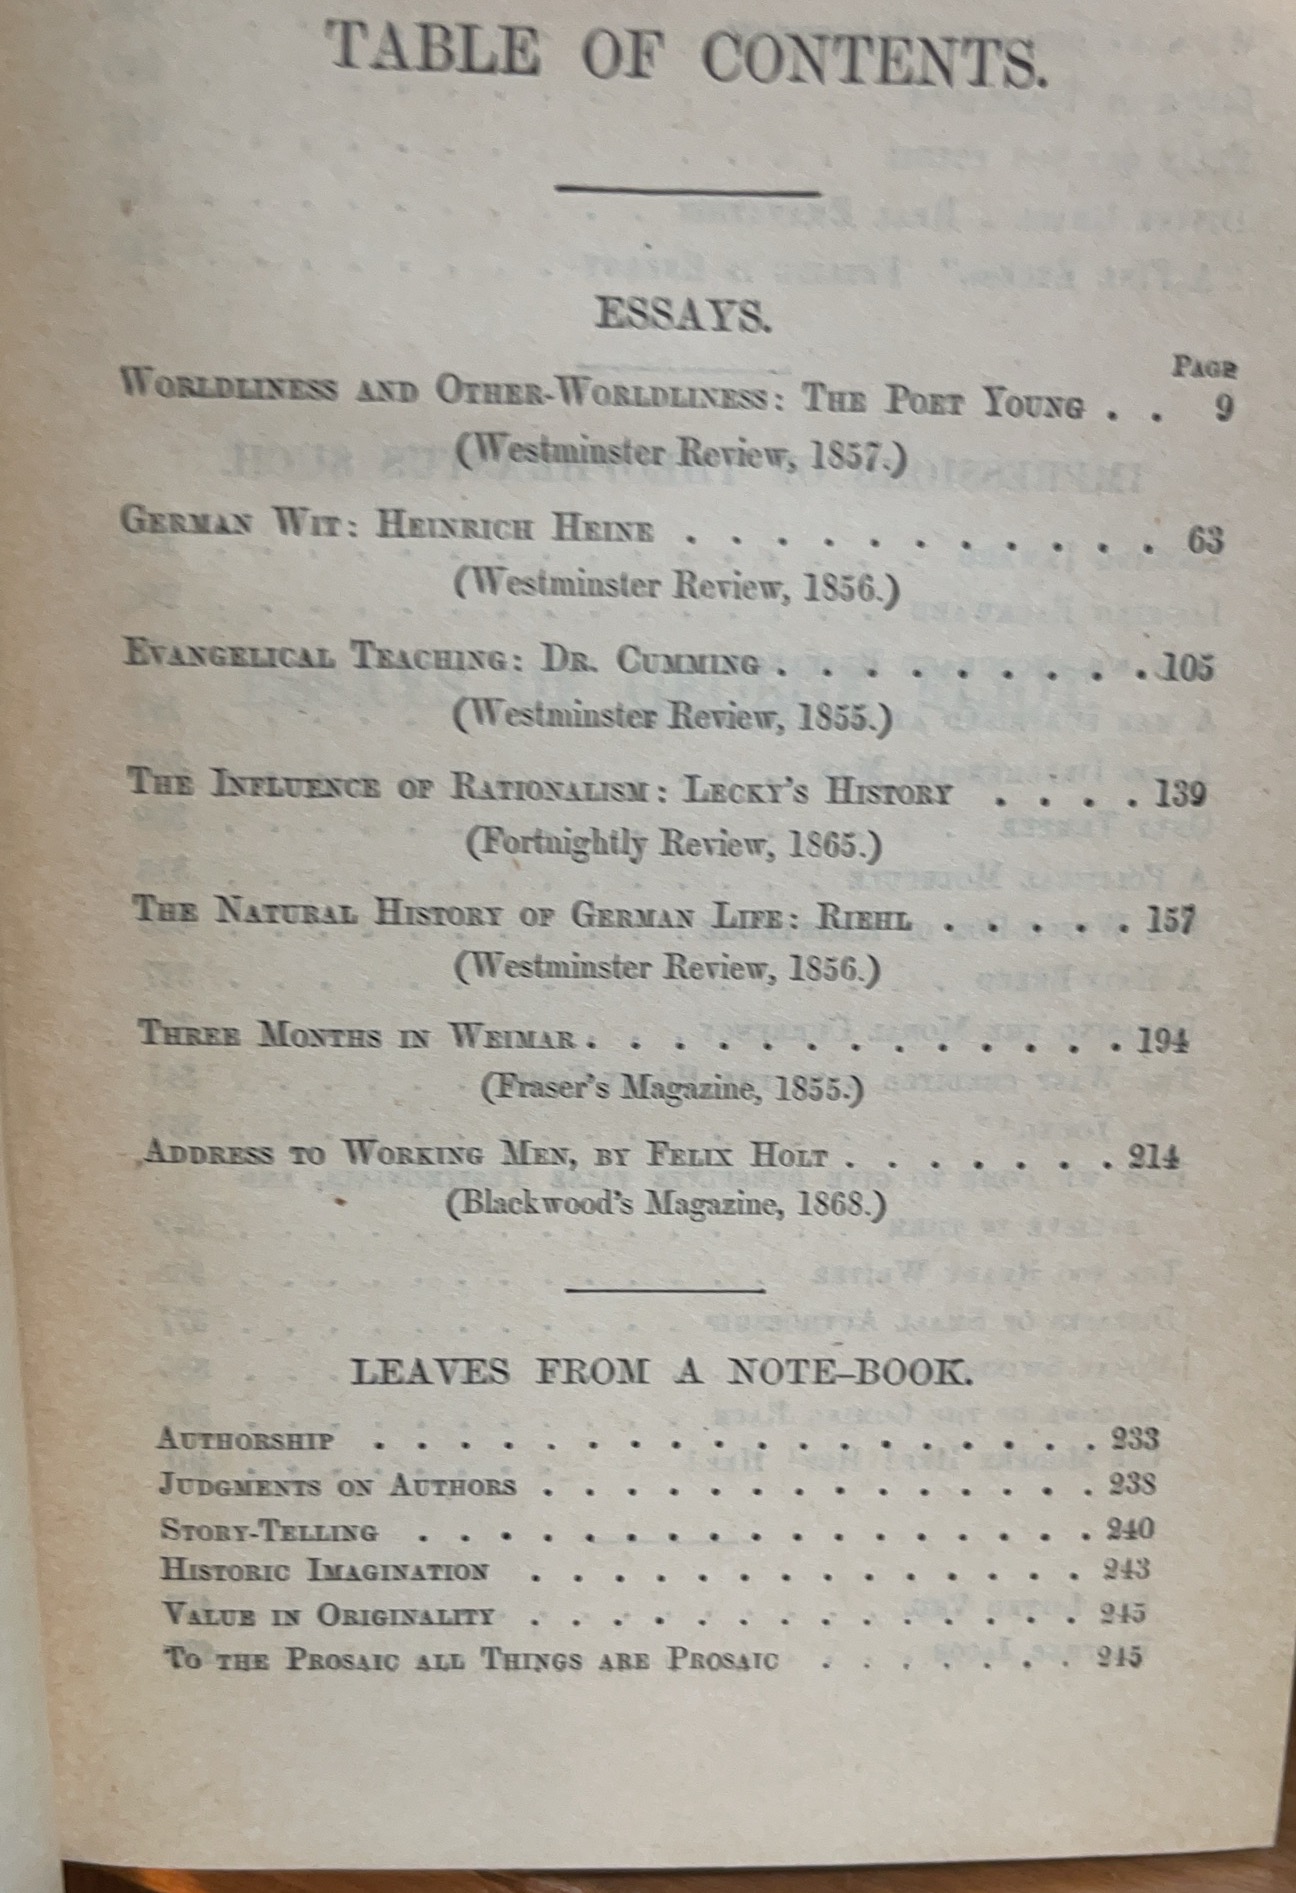 TABLE OF CONTENTS.
ESSAYS.
PAGE
WORLDLINESS AND OTHER-WORLDLINESS: THE POET YOUNG . . 9
(Westminster Review, 1857.)
GERMAN WIT: HEINRICH HEINE . . . . . . . . . . . 63
(Westminster Review, 1856.)
EVANGELICAL TEACHING: DR. CUMMING . . . . . . . . . 105
(Westminster Review, 1855.)
THE INFLUENCE OF RATIONALISM: LECKY'S HISTORY . . . . 139
(Fortnightly Review, 1865.)
THE NATURAL HISTORY OF GERMAN LIFE: RIEHL . . . . . 157
(Westminster Review, 1856.)
THREE MONTHS IN WEIMAR . . . . . . . . . . . . . 194
(Fraser's Magazine, 1855.)
ADDRESS TO WORKING MEN, BY FELIX HOLT . . . . . . . 214
(Blackwood's Magazine, 1868.)
LEAVES FROM A NOTE-BOOK.
AUTHORSHIP . . . . . . . . . . . . . . . . . . 233
JUDGMENTS ON AUTHORS . . . . . . . . . . . . . . 238
STORY-TELLING . . . . . . . . . . . . . . . . . 240
HISTORIC IMAGINATION . . . . . . . . . . . . . . 243
VALUE IN ORIGINALITY . . . . . . . . . . . . . . 245
TO THE PROSAIC ALL THINGS ARE PROSAIC . . . . . . . 245